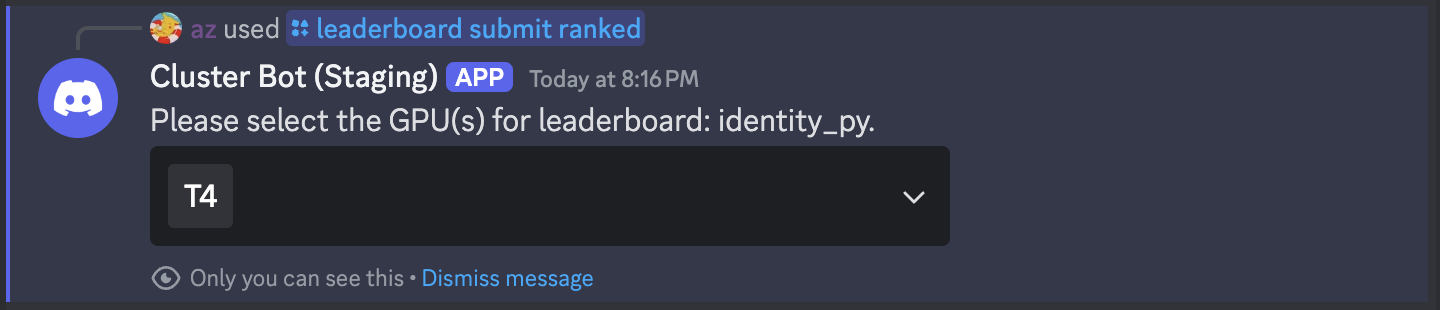 az used leaderboard submit ranked
Cluster Bot (Staging) APP Today at 8:16 PM
Please select the GPU(s) for leaderboard: identity_py.
T4
Only you can see this • Dismiss message